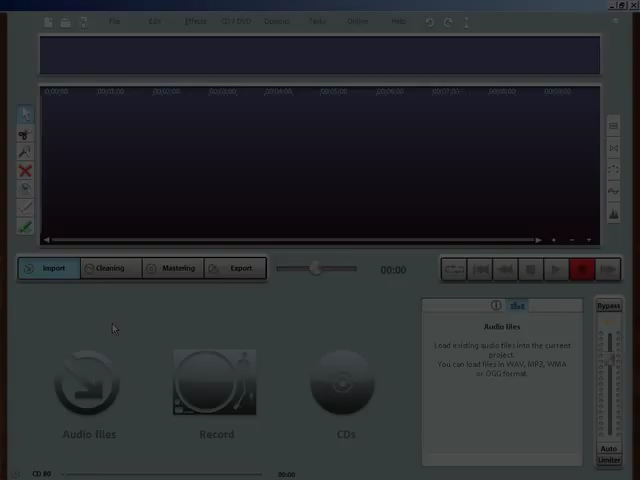 File Edit Effects CD / DVD Options Tasks Online Help
Import Cleaning Mastering Export 00:00
Bypass
Audio files
Load existing audio files into the current
project.
You can load files in WAV, MP3, WMA
or OGG format.
Audio files Record CDs
Auto
Limiter
CD 80 00:00